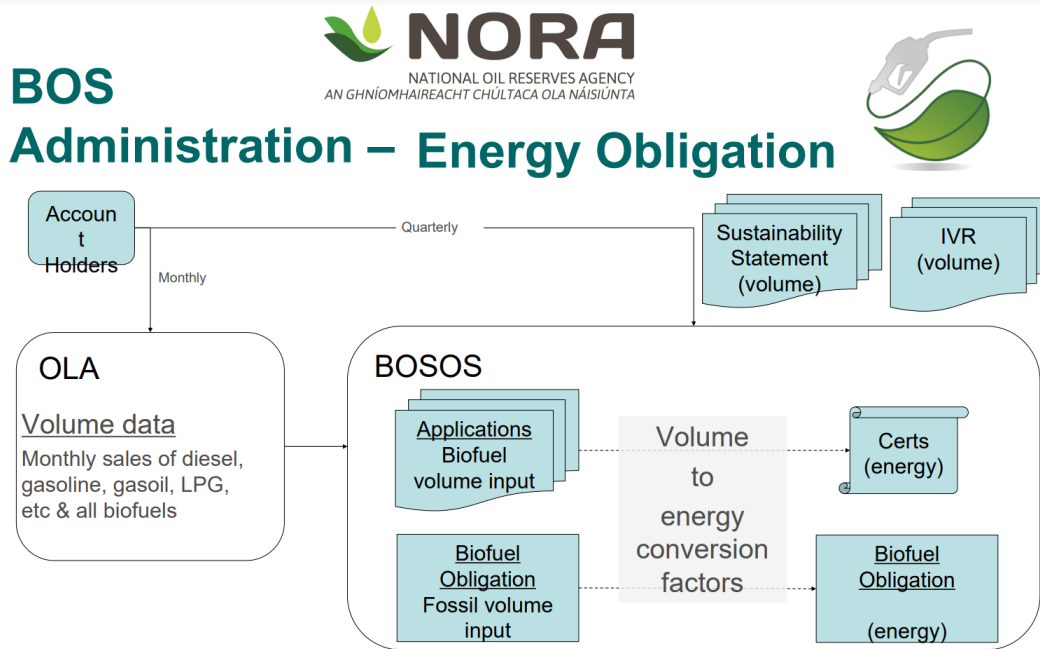 NORA
NATIONAL OIL RESERVES AGENCY
AN GHNÍOMHAIREACHT CHÚLTACA OLA NÁISIÚNTA
BOS
Administration – Energy Obligation
Accoun
t
Holders
Quarterly
Monthly
Sustainability
Statement
(volume)
IVR
(volume)
OLA
Volume data
Monthly sales of diesel,
gasoline, gasoil, LPG,
etc & all biofuels
BOSOS
Applications
Biofuel
volume input
Volume
to
energy
conversion
factors
Certs
(energy)
Biofuel
Obligation
Fossil volume
input
Biofuel
Obligation
(energy)